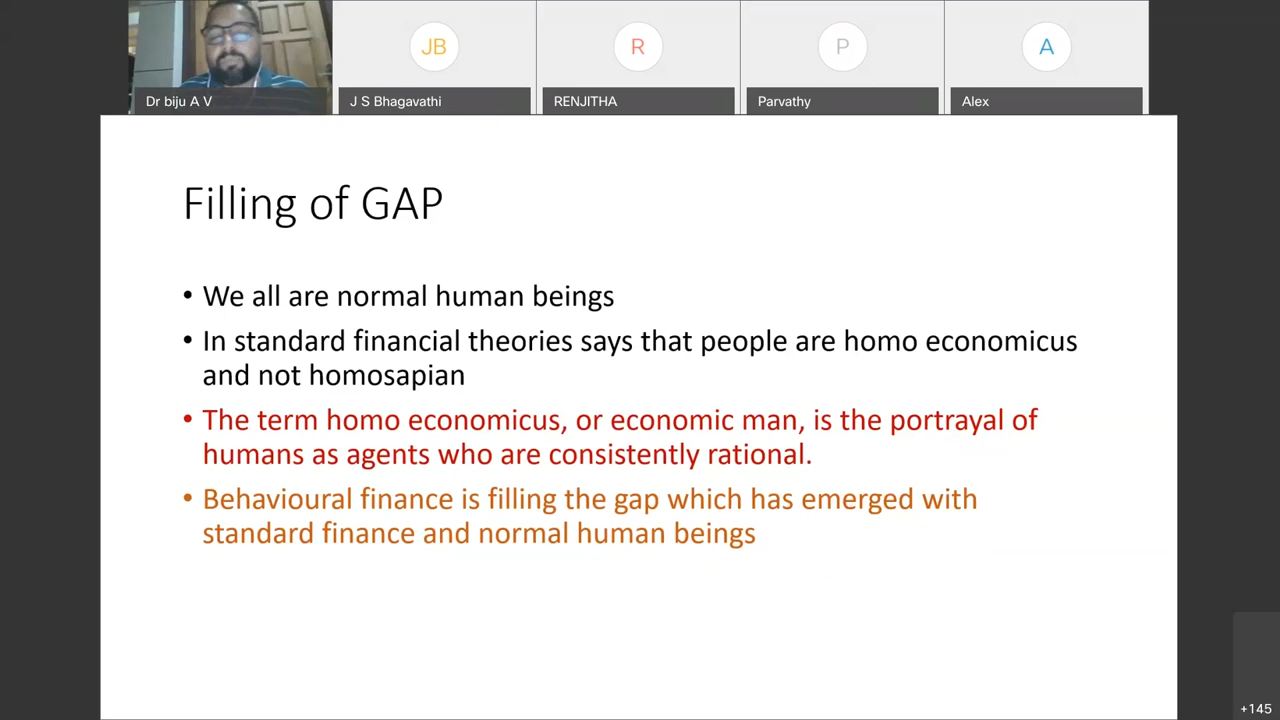 Dr biju A V
JB
J S Bhagavathi
R
RENJITHA
P
Parvathy
A
Alex
Filling of GAP
• We all are normal human beings
• In standard financial theories says that people are homo economicus
and not homosapian
• The term homo economicus, or economic man, is the portrayal of
humans as agents who are consistently rational.
• Behavioural finance is filling the gap which has emerged with
standard finance and normal human beings
+145